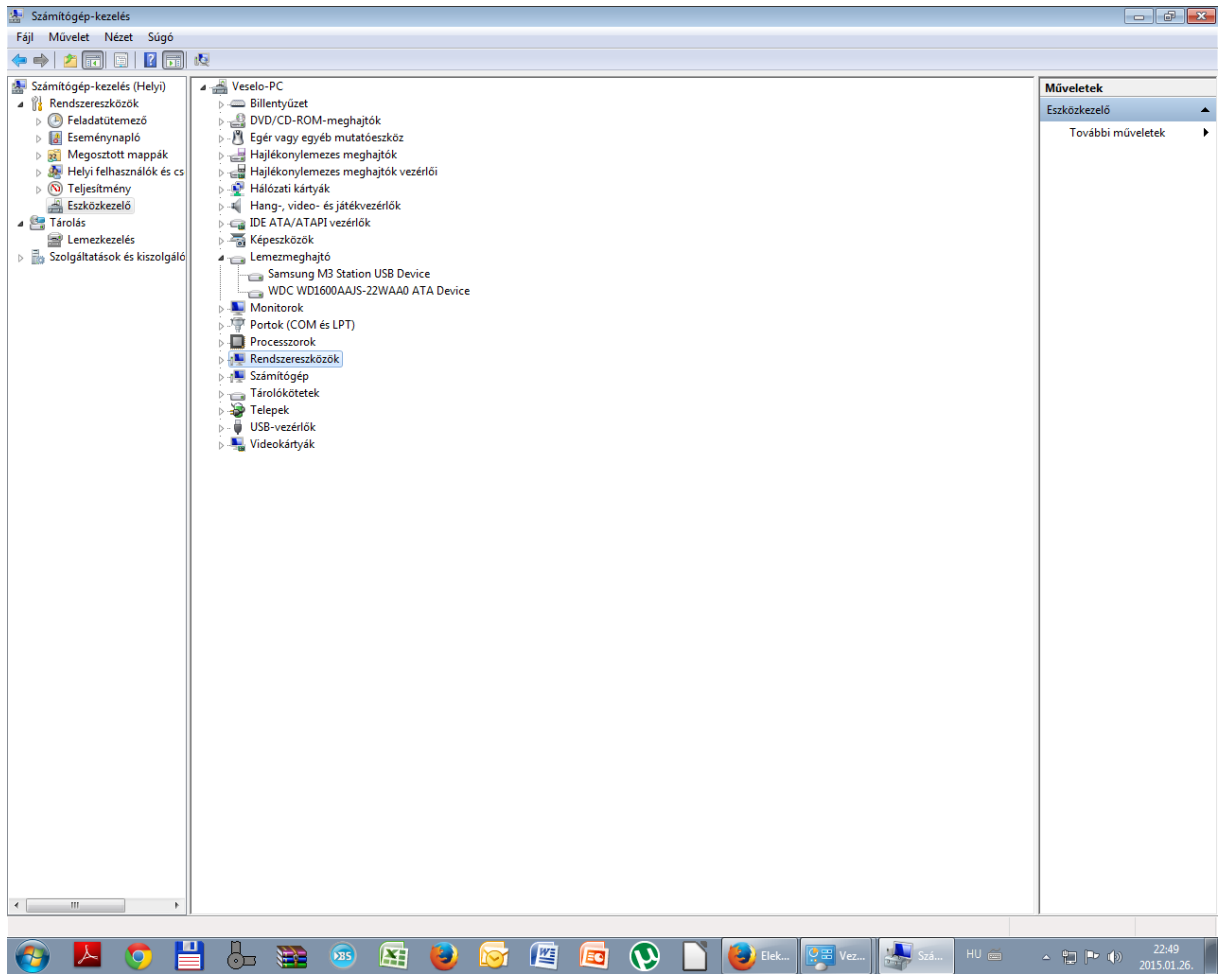 Számítógép-kezelés
Fájl Művelet Nézet Súgó
Számítógép-kezelés (Helyi)
Rendszereszközök
Feladatütemező
Eseménynapló
Megosztott mappák
Helyi felhasználók és cs
Teljesítmény
Eszközkezelő
Tárolás
Lemezkezelés
Szolgáltatások és kiszolgáló
Veselo-PC
Billentyűzet
DVD/CD-ROM-meghajtók
Egér vagy egyéb mutatóeszköz
Hajlékonylemezes meghajtók
Hajlékonylemezes meghajtók vezérlői
Hálózati kártyák
Hang-, video- és játékvezérlők
IDE ATA/ATAPI vezérlők
Képeszközök
Lemezmeghajtó
Samsung M3 Station USB Device
WDC WD1600AAJS-22WAA0 ATA Device
Monitorok
Portok (COM és LPT)
Processzorok
Rendszereszközök
Számítógép
Tárolókötetek
Telepek
USB-vezérlők
Videokártyák
Műveletek
Eszközkezelő
További műveletek
Elek... Vez... Szá... HU 22:49
2015.01.26.